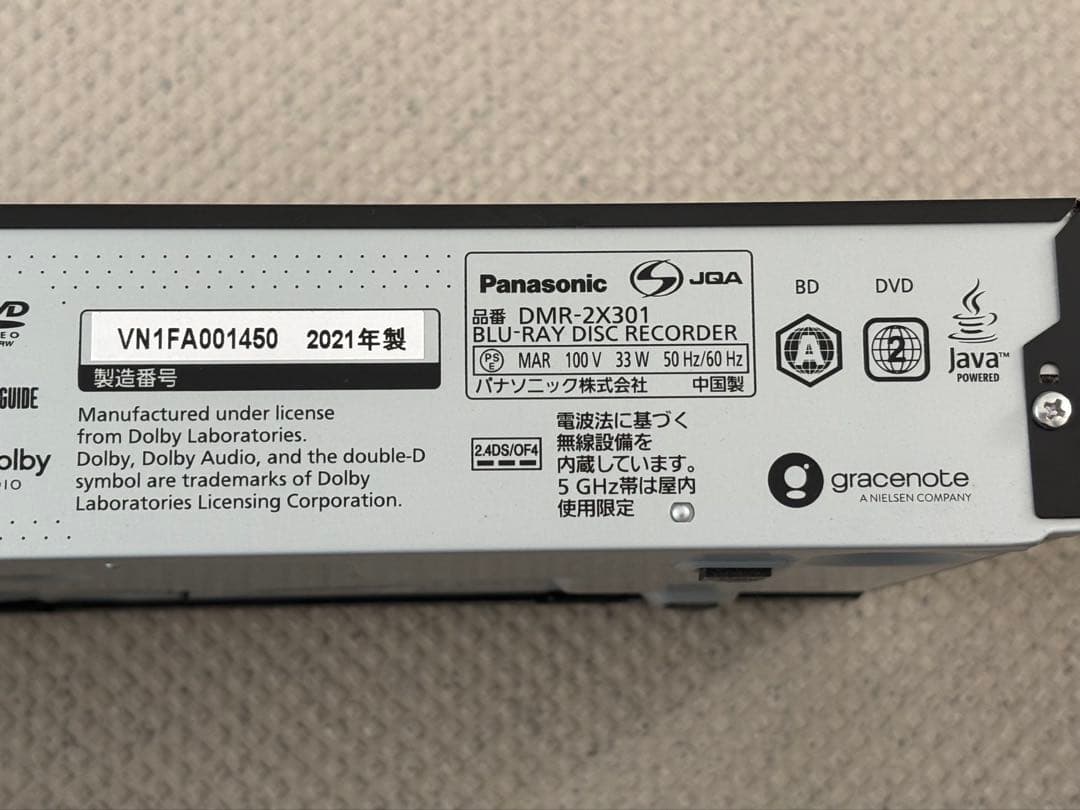 VN1FA001450 2021年製
製造番号
GUIDE
Manufactured under license
from Dolby Laboratories.
Dolby, Dolby Audio, and the double-D
symbol are trademarks of Dolby
Laboratories Licensing Corporation.
Panasonic JQA
品番 DMR-2X301
BLU-RAY DISC RECORDER
PSE MAR 100 V 33 W 50 Hz/60 Hz
パナソニック株式会社 中国製
2.4DS/OF4
電波法に基づく
無線設備を
内蔵しています。
5 GHz帯は屋内
使用限定
BD
A
DVD
2
Java™
POWERED
gracenote
A NIELSEN COMPANY